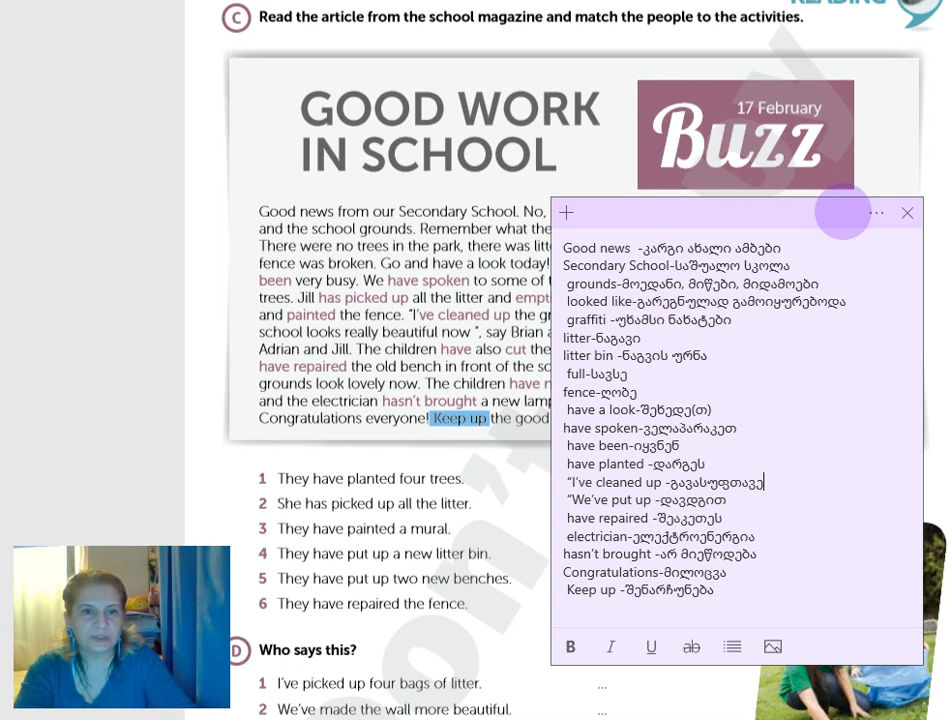 READING
C Read the article from the school magazine and match the people to the activities.
GOOD WORK
IN SCHOOL
17 February
Buzz
Good news from our Secondary School. No,
and the school grounds. Remember what the
There were no trees in the park, there was litt
fence was broken. Go and have a look today!
been very busy. We have spoken to some of
trees. Jill has picked up all the litter and empt
and painted the fence. "I've cleaned up the gr
school looks really beautiful now ", say Brian
Adrian and Jill. The children have also cut the
have repaired the old bench in front of the sc
grounds look lovely now. The children have n
and the electrician hasn't brought a new lamp
Congratulations everyone! Keep up the good
Good news -კარგი ახალი ამბები
Secondary School-საშუალო სკოლა
grounds-მოედანი, მიწები, მიდამოები
looked like-გარეგნულად გამოიყურებოდა
graffiti -უხამსი ნახატები
litter-ნაგავი
litter bin -ნაგვის ურნა
full-სავსე
fence-ღობე
have a look-შეხედე(თ)
have spoken-ველაპარაკეთ
have been-იყვნენ
have planted -დარგეს
“I’ve cleaned up -გავასუფთავე
“We’ve put up -დავდგით
have repaired -შეაკეთეს
electrician-ელექტროენერგია
hasn’t brought -არ მიეწოდება
Congratulations-მილოცვა
Keep up -შენარჩუნება
B I U ab
1 They have planted four trees.
2 She has picked up all the litter.
3 They have painted a mural.
4 They have put up a new litter bin.
5 They have put up two new benches.
6 They have repaired the fence.
D Who says this?
1 I've picked up four bags of litter. ...
2 We've made the wall more beautiful. ...